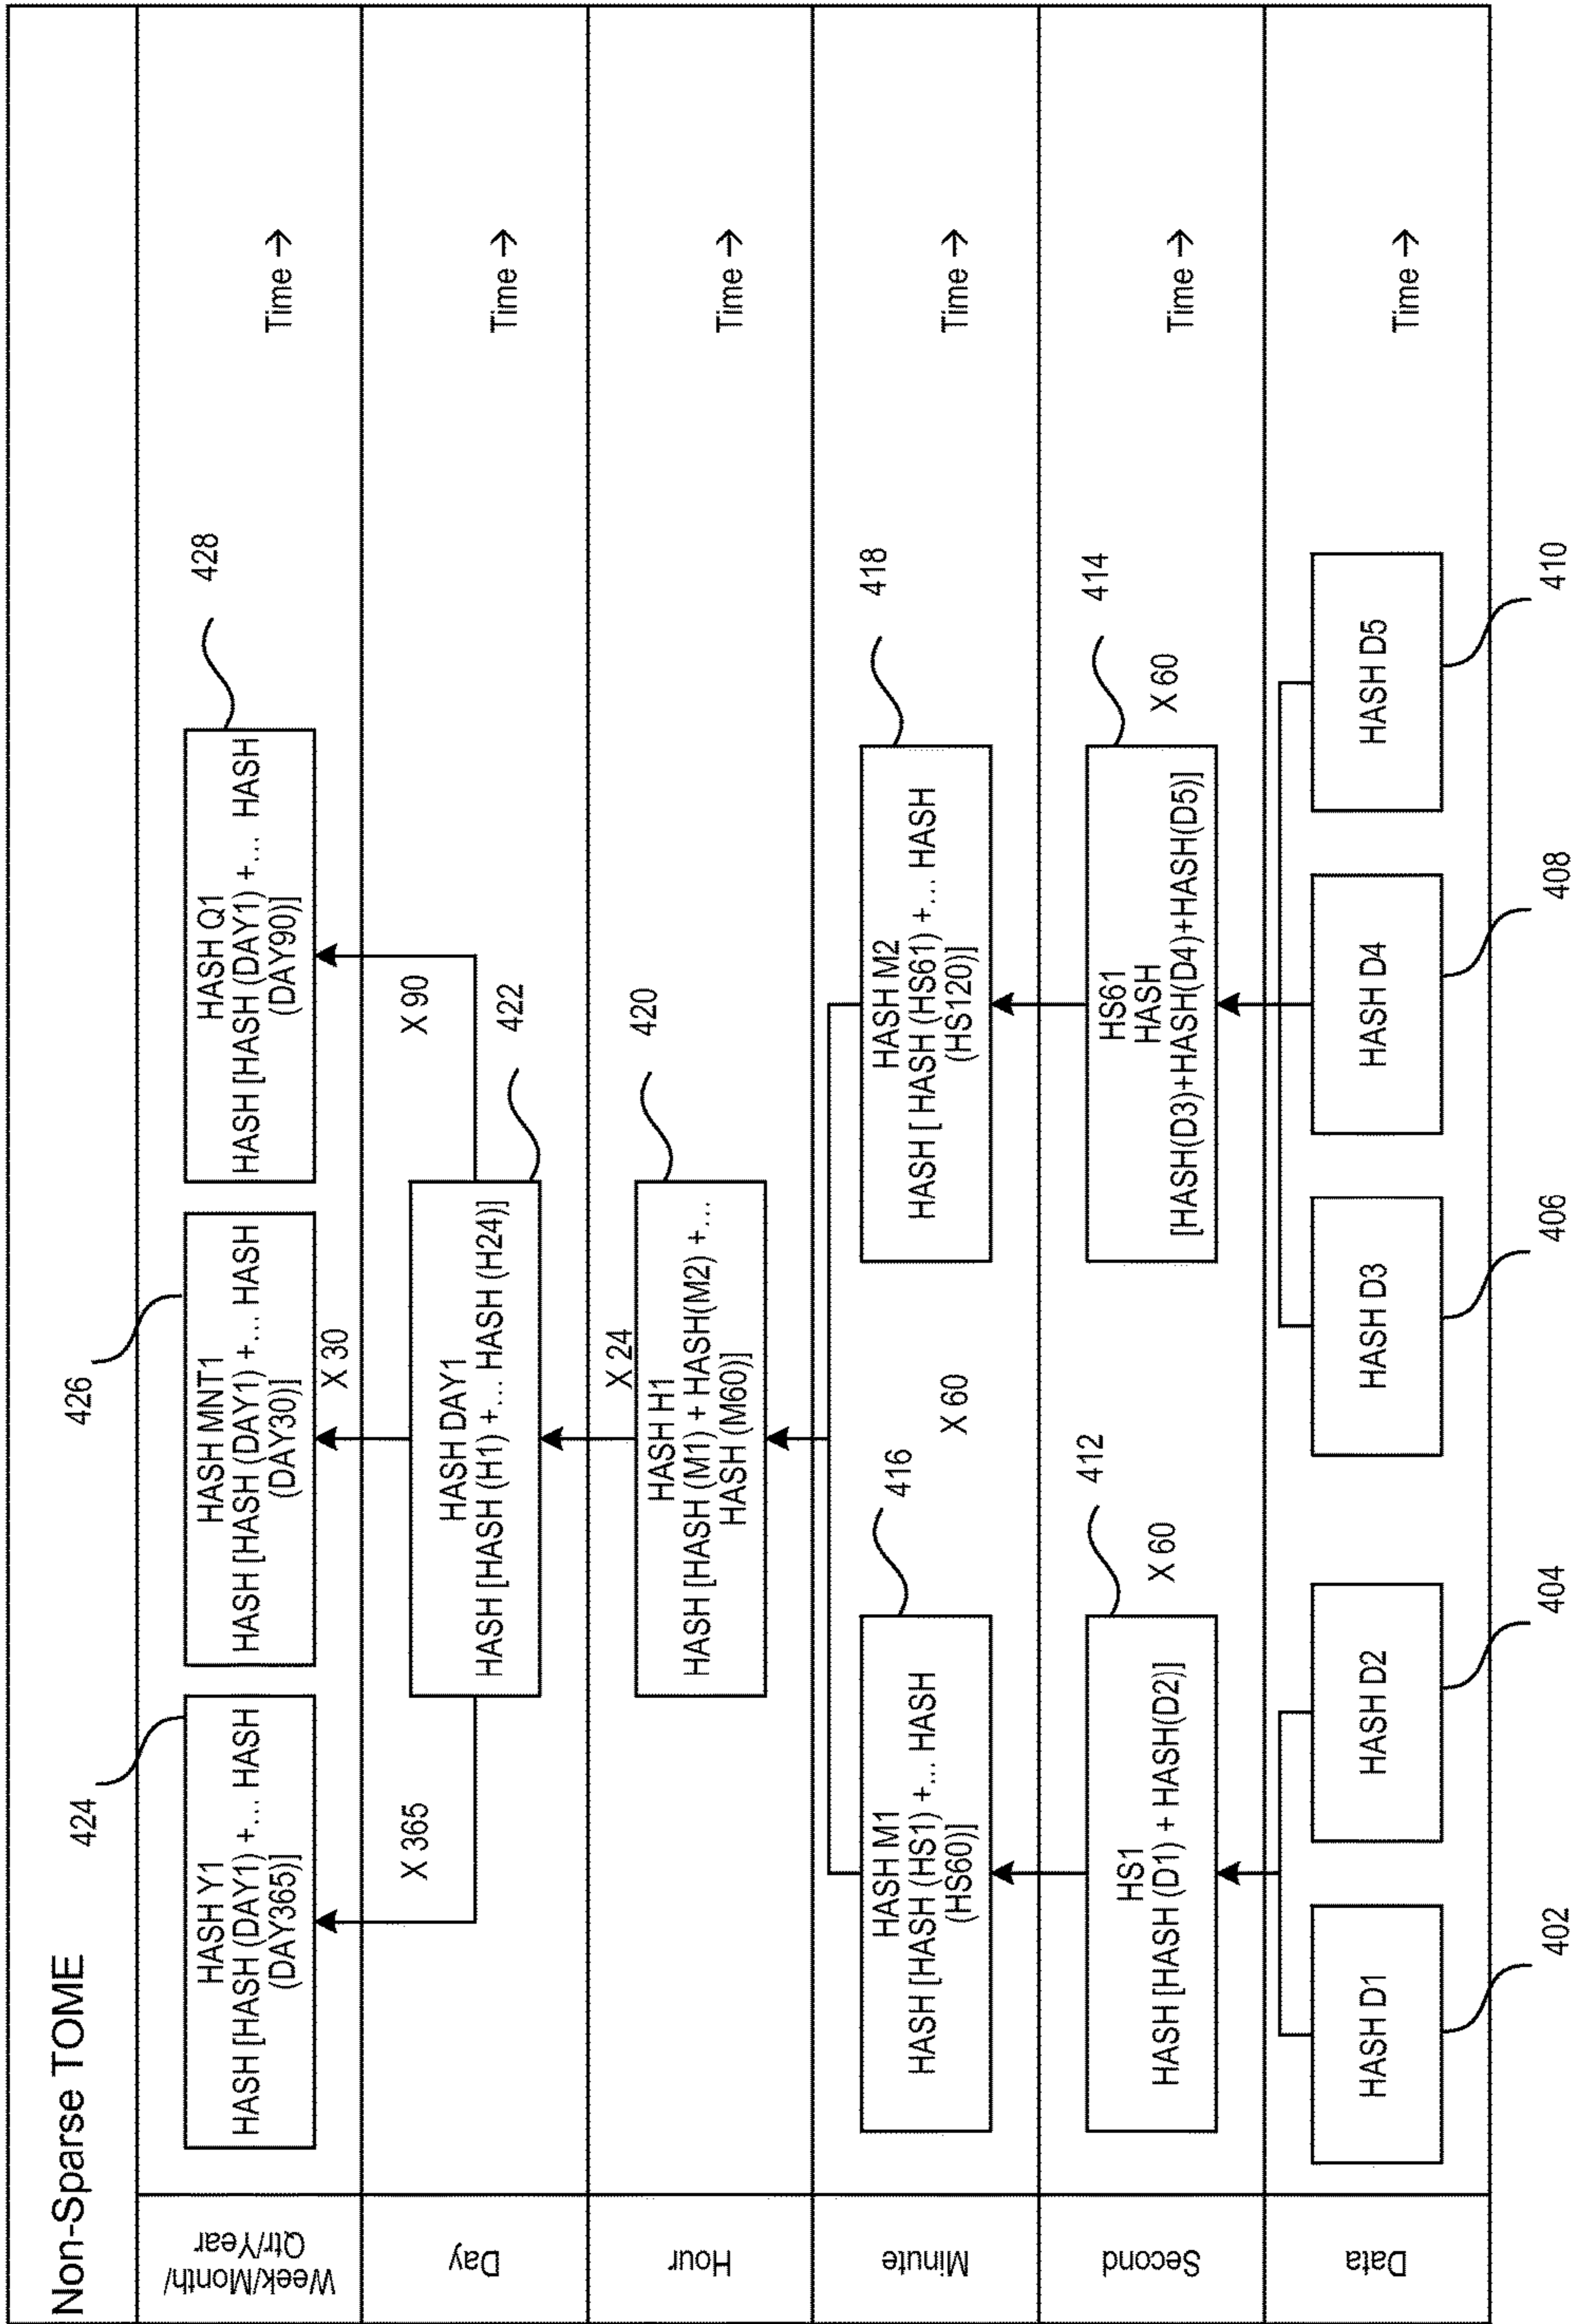 Non-Sparse TOME
Week/Month/
Qtr/Year
424
HASH Y1
HASH [HASH (DAY1) +... HASH
(DAY365)]
426
HASH MNT1
HASH [HASH (DAY1) +... HASH
(DAY30)]
X 30
428
HASH Q1
HASH [HASH (DAY1) +... HASH
(DAY90)]
Time →
Day
X 365
HASH DAY1
HASH [HASH (H1) +... HASH (H24)]
X 90
422
Time →
Hour
X 24
HASH H1
HASH [HASH (M1) + HASH(M2) +...
HASH (M60)]
420
Time →
Minute
HASH M1
HASH [HASH (HS1) +... HASH
(HS60)]
416
X 60
HASH M2
HASH [ HASH (HS61) +... HASH
(HS120)]
418
Time →
Second
HS1
HASH [HASH (D1) + HASH(D2)]
412
X 60
HS61
HASH
[HASH(D3)+HASH(D4)+HASH(D5)]
414
X 60
Time →
Data
HASH D1
HASH D2
HASH D3
HASH D4
HASH D5
Time →
402
404
406
408
410